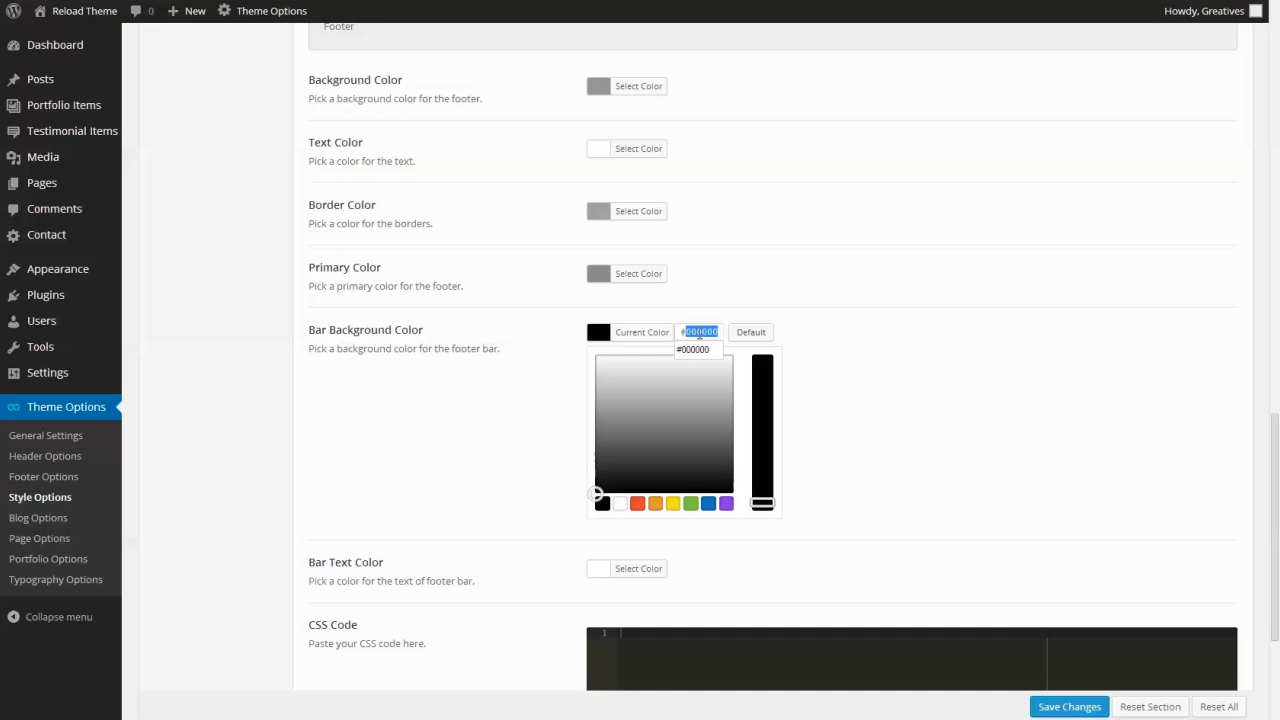 Reload Theme 0 New Theme Options Howdy, Greatives
Dashboard
Posts
Portfolio Items
Testimonial Items
Media
Pages
Comments
Contact
Appearance
Plugins
Users
Tools
Settings
Theme Options
General Settings
Header Options
Footer Options
Style Options
Blog Options
Page Options
Portfolio Options
Typography Options
Collapse menu
Footer
Background Color
Pick a background color for the footer.
Select Color
Text Color
Pick a color for the text.
Select Color
Border Color
Pick a color for the borders.
Select Color
Primary Color
Pick a primary color for the footer.
Select Color
Bar Background Color
Pick a background color for the footer bar.
Current Color #000000 Default
#000000
Bar Text Color
Pick a color for the text of footer bar.
Select Color
CSS Code
Paste your CSS code here.
1
Save Changes Reset Section Reset All